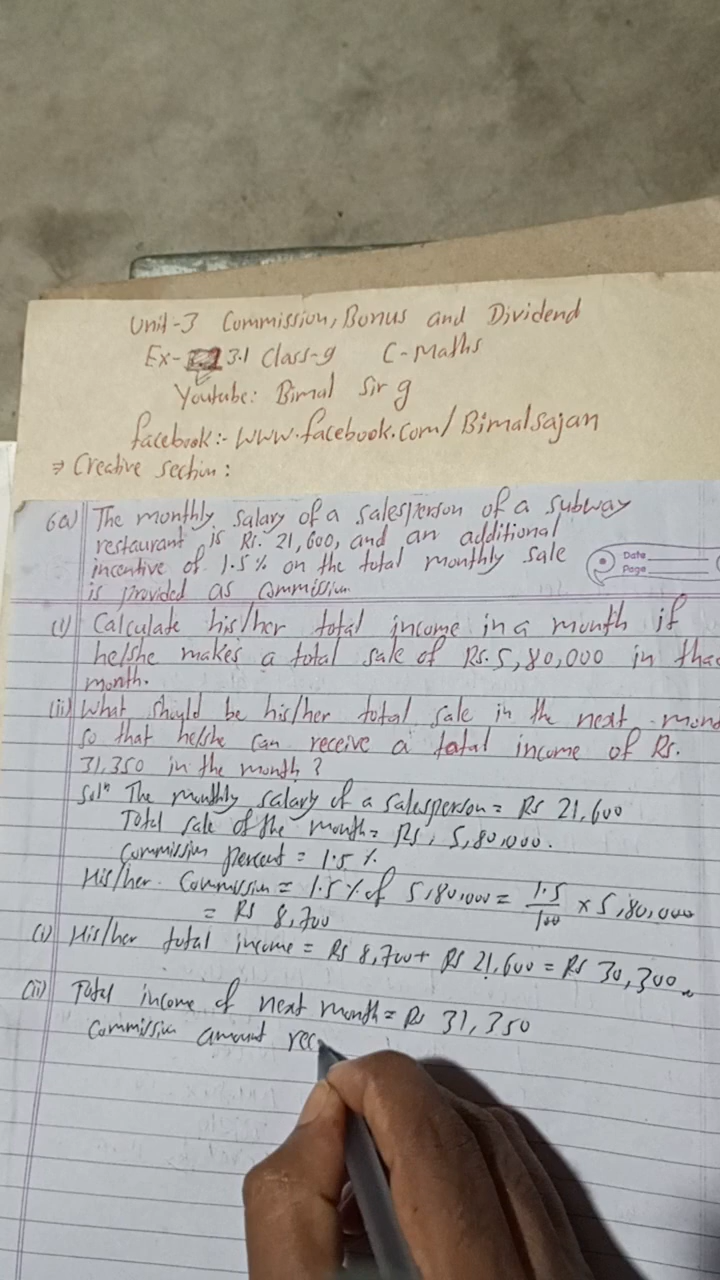 Unit-3 Commission, Bonus and Dividend
Ex- 3.1 Class-9 C-Maths
Youtube: Bimal Sir g
facebook:- www.facebook.com/Bimalsajan
⇒ Creative section:
6a) The monthly salary of a salesperson of a subway
restaurant is Rs. 21,600, and an additional
incentive of 1.5% on the total monthly sale
is provided as commission
Date
Page
(i) Calculate his/her total income in a month if
he/she makes a total sale of Rs. 5,80,000 in tha
month.
(ii) What should be his/her total sale in the next mon
so that he/she can receive a total income of Rs.
31,350 in the month?
Solⁿ The monthly salary of a salesperson = Rs 21,600
Total sale of the month = Rs, 5,80,000.
Commission percent = 1.5 %
His/her Commission = 1.5% of 5,80,000 = 1.5/100 × 5,80,000
= Rs 8,700
(i) His/her total income = Rs 8,700 + Rs 21,600 = Rs 30,300
(ii) Total income of next month = Rs 31,350
Commission amount rec